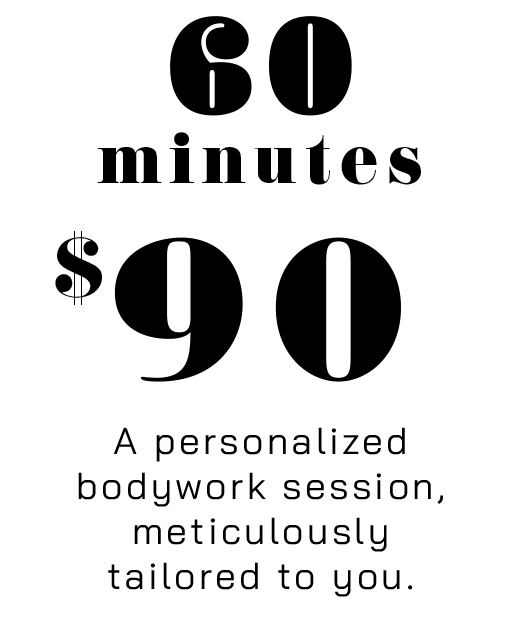 60
minutes
$90
A personalized
bodywork session,
meticulously
tailored to you.